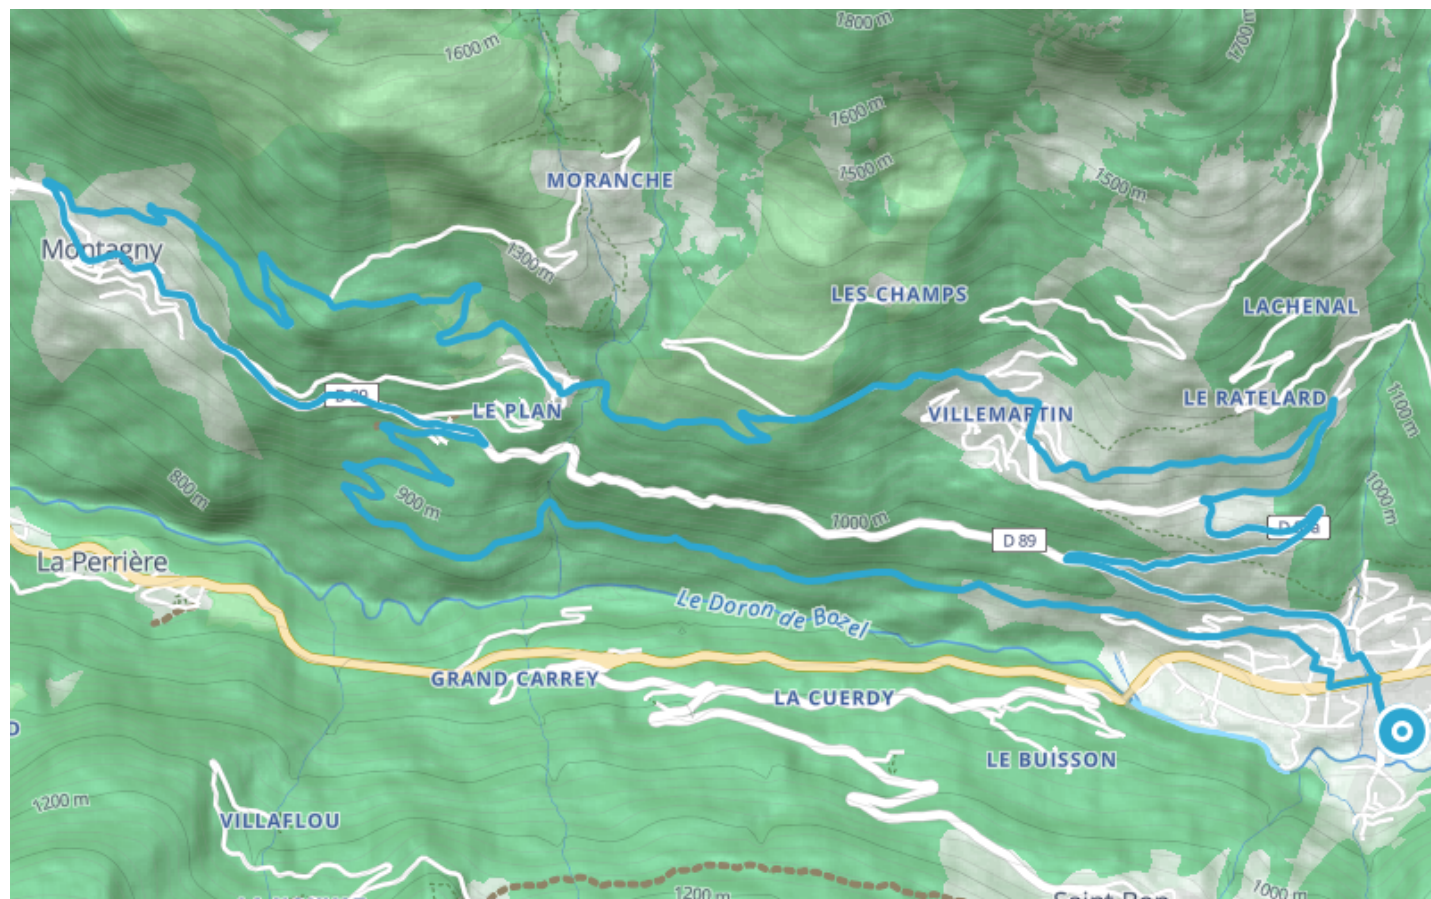 1800 m
1700 m
1600 m
1600 m
1500 m
MORANCHE
1500 m
Montagny
1300 m
LES CHAMPS
LACHENAL
D 89
LE PLAN
VILLEMARTIN
LE RATELARD
1100 m
800 m
900 m
1000 m
1000 m
D 89
La Perrière
Le Doron de Bozel
GRAND CARREY
LA CUERDY
LE BUISSON
1200 m
VILLAFLOU
1200 m
1000 m